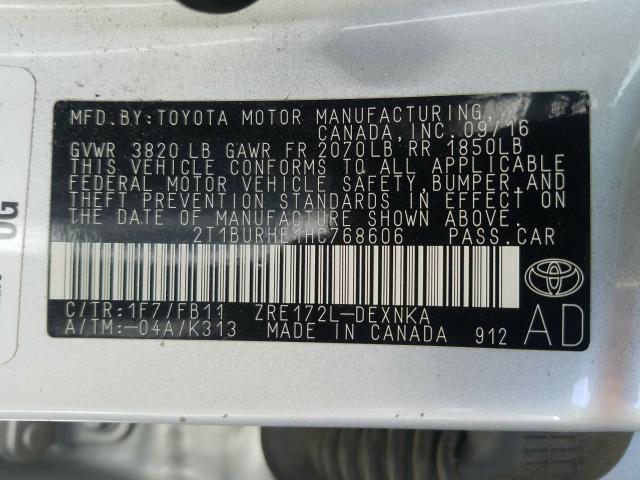 MFD.BY:TOYOTA MOTOR MANUFACTURING,
CANADA, INC. 09/16
GVWR 3820 LB GAWR FR 2070LB, RR 1850LB
THIS VEHICLE CONFORMS TO ALL APPLICABLE
FEDERAL MOTOR VEHICLE SAFETY, BUMPER, AND
THEFT PREVENTION STANDARDS IN EFFECT ON
THE DATE OF MANUFACTURE SHOWN ABOVE.
2T1BURHE1HC768606 PASS.CAR
C/TR:1F7/FB11 ZRE172L-DEXNKA
A/TM:-04A/K313 MADE IN CANADA 912
AD